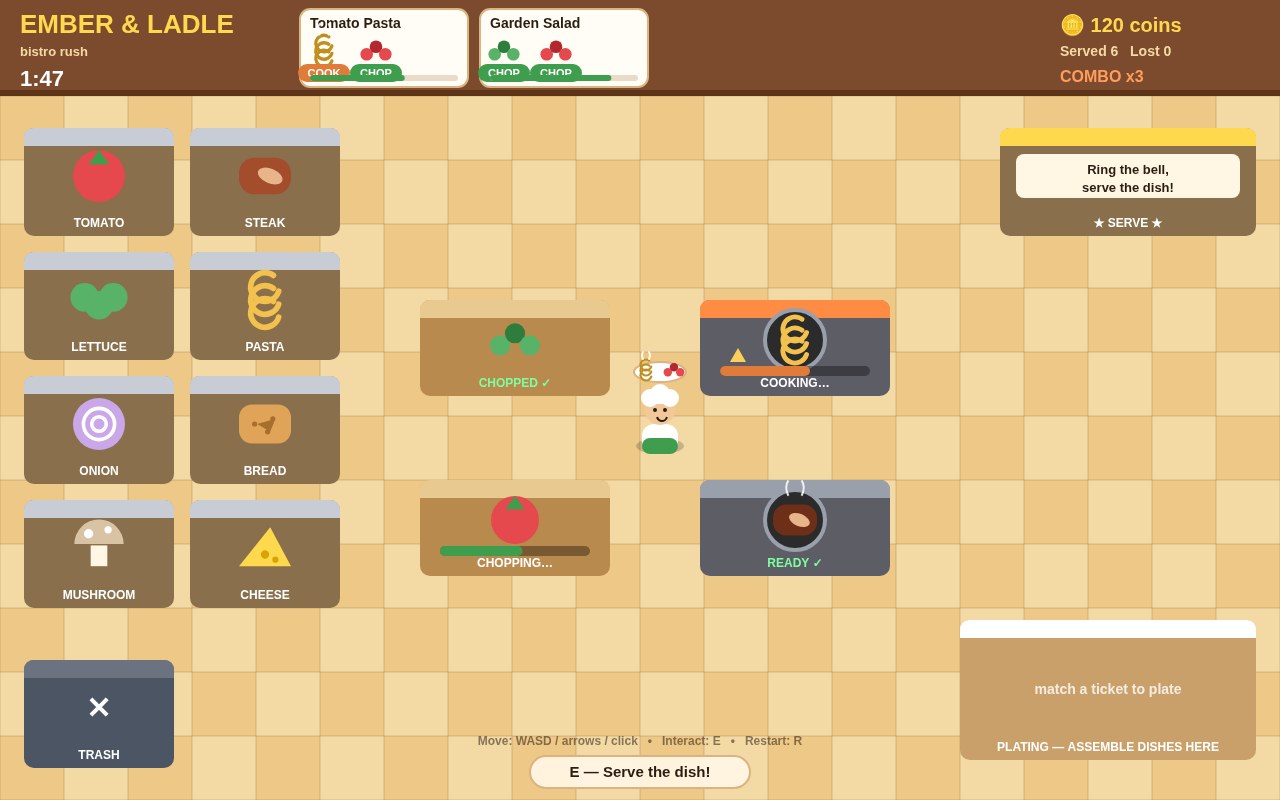 EMBER & LADLE
bistro rush
1:47
Tomato Pasta
COOK
CHOP
Garden Salad
CHOP
CHOP
120 coins
Served 6 Lost 0
COMBO x3
TOMATO
STEAK
LETTUCE
PASTA
ONION
BREAD
MUSHROOM
CHEESE
TRASH
CHOPPED ✓
COOKING…
CHOPPING…
READY ✓
Ring the bell,
serve the dish!
★ SERVE ★
match a ticket to plate
PLATING — ASSEMBLE DISHES HERE
Move: WASD / arrows / click • Interact: E • Restart: R
E — Serve the dish!